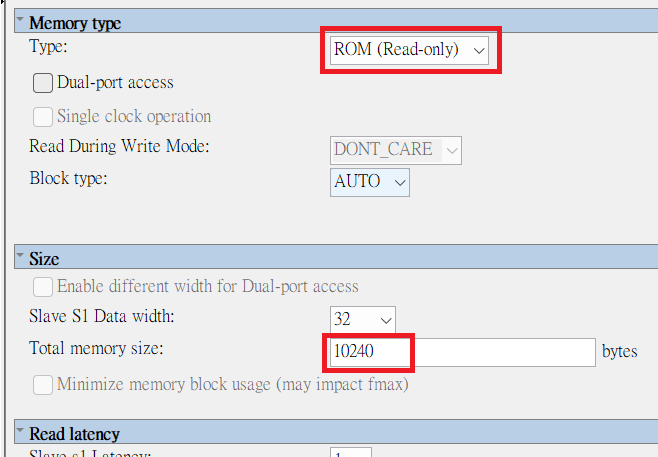 Memory type
Type: ROM (Read-only)
Dual-port access
Single clock operation
Read During Write Mode: DONT_CARE
Block type: AUTO
Size
Enable different width for Dual-port access
Slave S1 Data width: 32
Total memory size: 10240 bytes
Minimize memory block usage (may impact fmax)
Read latency
Slave s1 Latency: